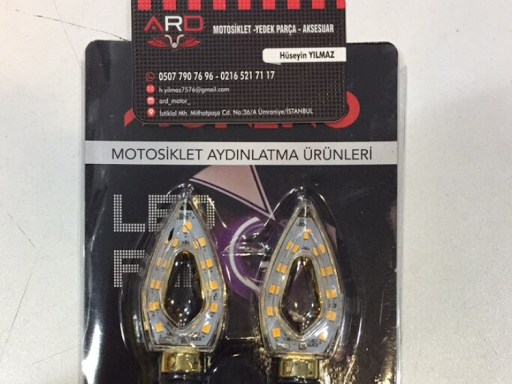 ARD
MOTOSİKLET -YEDEK PARÇA - AKSESUAR
Hüseyin YILMAZ
0507 790 76 96 - 0216 521 71 17
h.yilmaz7576@gmail.com
ard_motor_
İstiklal Mh. Mithatpaşa Cd. No:36/A Ümraniye/İSTANBUL
MOTOSİKLET AYDINLATMA ÜRÜNLERİ
LED